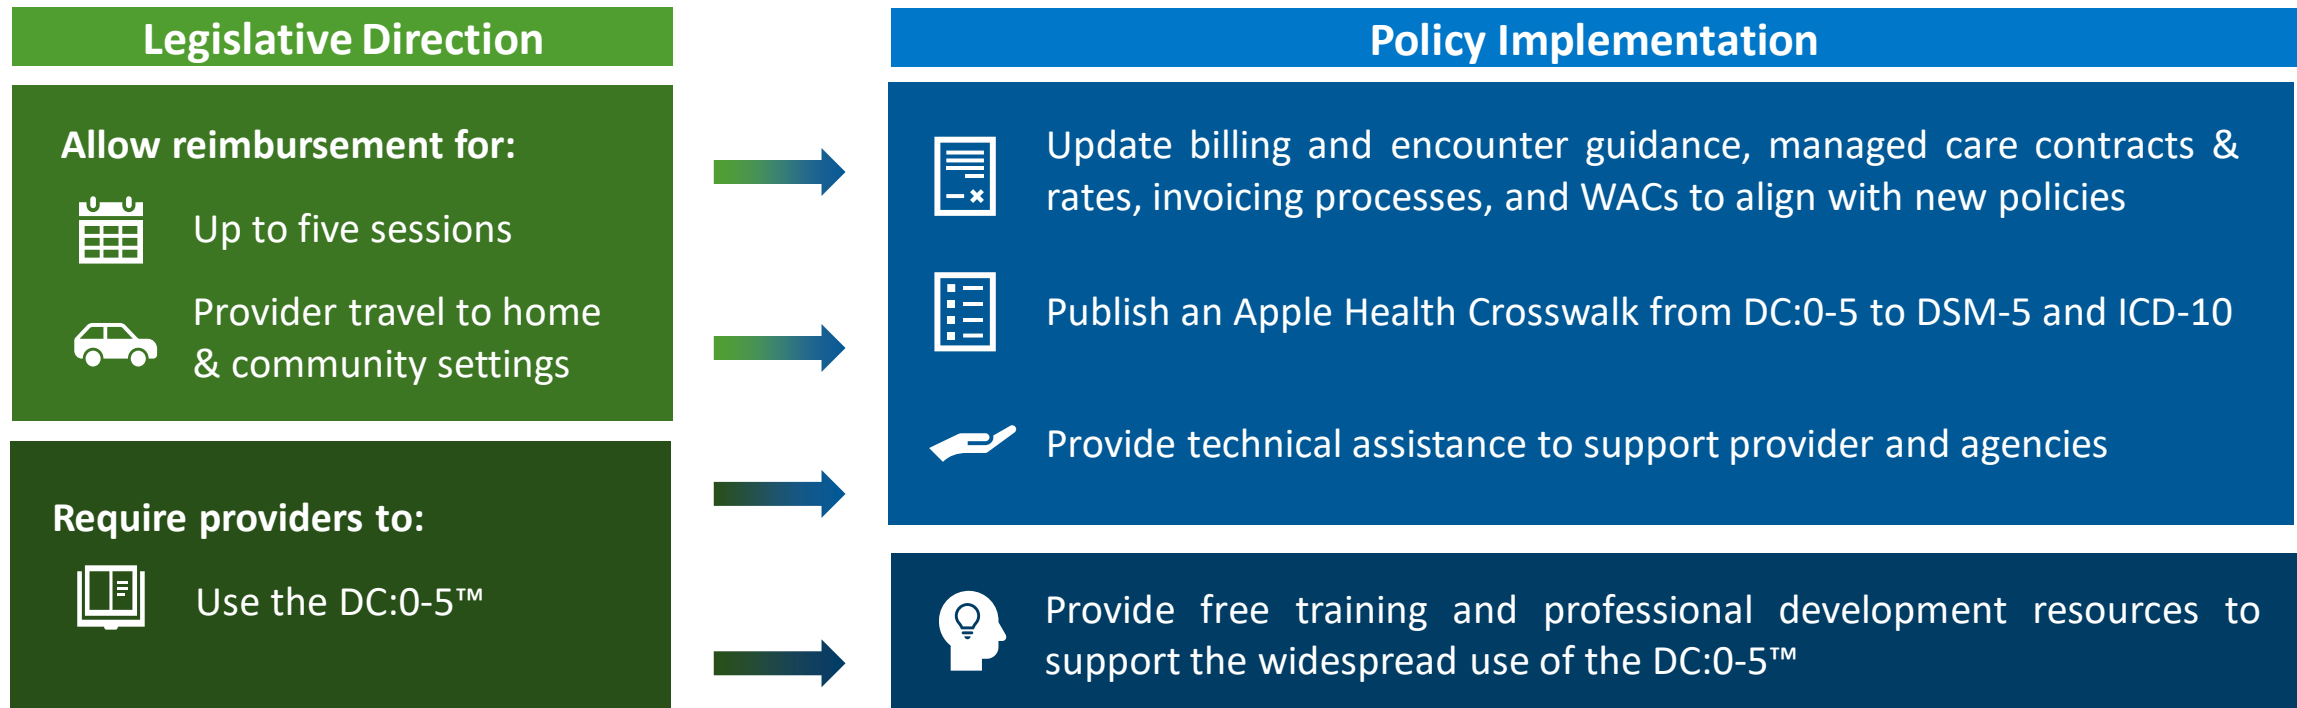 Legislative Direction
Allow reimbursement for:
Up to five sessions
Provider travel to home
& community settings
Require providers to:
Use the DC:0-5™
Policy Implementation
Update billing and encounter guidance, managed care contracts &
rates, invoicing processes, and WACs to align with new policies
Publish an Apple Health Crosswalk from DC:0-5 to DSM-5 and ICD-10
Provide technical assistance to support provider and agencies
Provide free training and professional development resources to
support the widespread use of the DC:0-5™